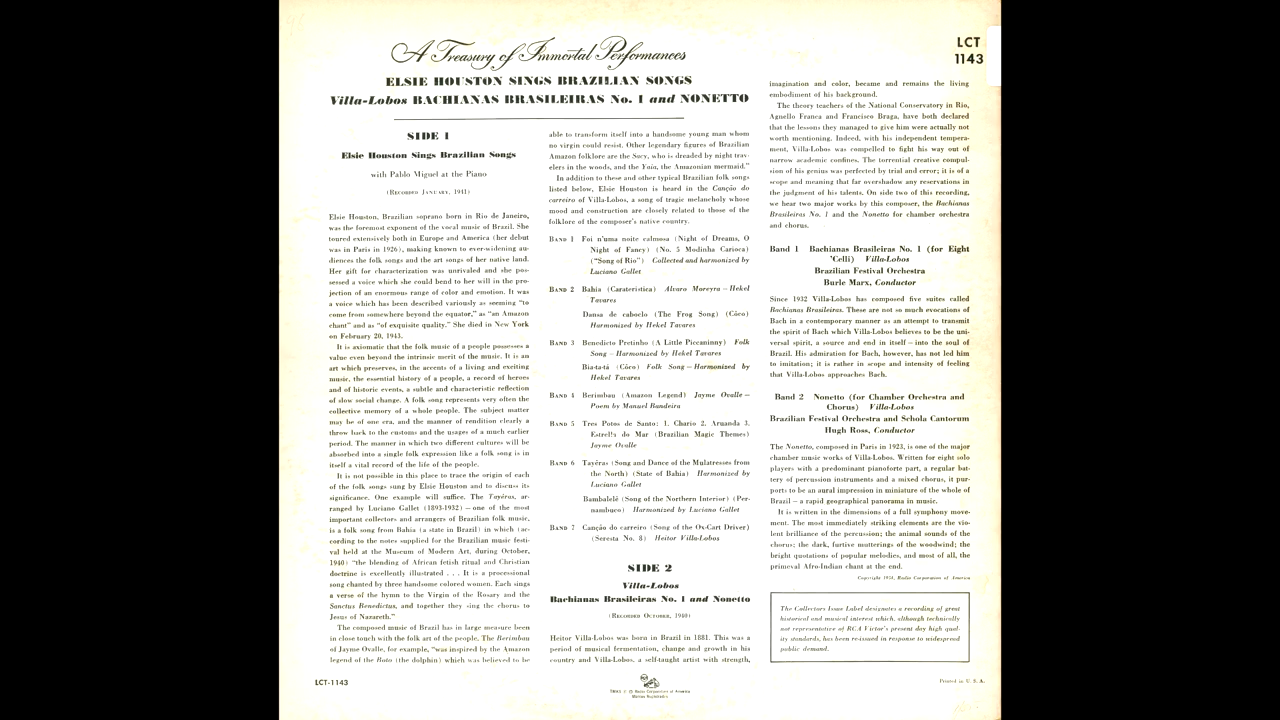 A Treasury of Immortal Performances
ELSIE HOUSTON SINGS BRAZILIAN SONGS
Villa-Lobos BACHIANAS BRASILEIRAS No. 1 and NONETTO
LCT
1143
SIDE 1
Elsie Houston Sings Brazilian Songs
with Pablo Miguel at the Piano
(RECORDED JANUARY, 1941)
Elsie Houston, Brazilian soprano born in Rio de Janeiro,
was the foremost exponent of the vocal music of Brazil. She
toured extensively both in Europe and America (her debut
was in Paris in 1926), making known to ever-widening au-
diences the folk songs and the art songs of her native land.
Her gift for characterization was unrivaled and she pos-
sessed a voice which she could bend to her will in the pro-
jection of an enormous range of color and emotion. It was
a voice which has been described variously as seeming "to
come from somewhere beyond the equator," as "an Amazon
chant" and as "of exquisite quality." She died in New York
on February 20, 1943.
It is axiomatic that the folk music of a people possesses a
value even beyond the intrinsic merit of the music. It is an
art which preserves, in the accents of a living and exciting
music, the essential history of a people, a record of heroes
and of historic events, a subtle and characteristic reflection
of slow social change. A folk song represents very often the
collective memory of a whole people. The subject matter
may be of one era, and the manner of rendition clearly a
throw back to the customs and the usages of a much earlier
period. The manner in which two different cultures will be
absorbed into a single folk expression like a folk song is in
itself a vital record of the life of the people.
It is not possible in this place to trace the origin of each
of the folk songs sung by Elsie Houston and to discuss its
significance. One example will suffice. The Tayêras, ar-
ranged by Luciano Gallet (1893-1932) – one of the most
important collectors and arrangers of Brazilian folk music,
is a folk song from Bahia (a state in Brazil) in which (ac-
cording to the notes supplied for the Brazilian music festi-
val held at the Museum of Modern Art, during October,
1940) "the blending of African fetish ritual and Christian
doctrine is excellently illustrated . . . It is a processional
song chanted by three handsome colored women. Each sings
a verse of the hymn to the Virgin of the Rosary and the
Sanctus Benedictus, and together they sing the chorus to
Jesus of Nazareth."
The composed music of Brazil has in large measure been
in close touch with the folk art of the people. The Berimbau
of Jayme Ovalle, for example, "was inspired by the Amazon
legend of the Boto (the dolphin) which was believed to be
able to transform itself into a handsome young man whom
no virgin could resist. Other legendary figures of Brazilian
Amazon folklore are the Sacy, who is dreaded by night trav-
elers in the woods, and the Yaía, the Amazonian mermaid."
In addition to these and other typical Brazilian folk songs
listed below, Elsie Houston is heard in the Canção do
carreiro of Villa-Lobos, a song of tragic melancholy whose
mood and construction are closely related to those of the
folklore of the composer's native country.
BAND 1 Foi n'uma noite calmosa (Night of Dreams, O
Night of Fancy) (No. 5 Modinha Carioca)
("Song of Rio") Collected and harmonized by
Luciano Gallet
BAND 2 Bahia (Carateristica) Alvaro Moreyra – Hekel
Tavares
Dansa de caboclo (The Frog Song) (Côco)
Harmonized by Hekel Tavares
BAND 3 Benedicto Pretinho (A Little Piccaninny) Folk
Song – Harmonized by Hekel Tavares
Bia-ta-tá (Côco) Folk Song – Harmonized by
Hekel Tavares
BAND 4 Berimbau (Amazon Legend) Jayme Ovalle –
Poem by Manuel Bandeira
BAND 5 Tres Potos de Santo: 1. Chario 2. Aruanda 3.
Estrella do Mar (Brazilian Magic Themes)
Jayme Ovalle
BAND 6 Tayêras (Song and Dance of the Mulatresses from
the North) (State of Bahia) Harmonized by
Luciano Gallet
Bambalelê (Song of the Northern Interior) (Per-
nambuco) Harmonized by Luciano Gallet
BAND 7 Canção do carreiro (Song of the Ox-Cart Driver)
(Seresta No. 8) Heitor Villa-Lobos
SIDE 2
Villa-Lobos
Bachianas Brasileiras No. 1 and Nonetto
(RECORDED OCTOBER, 1940)
Heitor Villa-Lobos was born in Brazil in 1881. This was a
period of musical fermentation, change and growth in his
country and Villa-Lobos, a self-taught artist with strength,
imagination and color, became and remains the living
embodiment of his background.
The theory teachers of the National Conservatory in Rio,
Agnello Franca and Francisco Braga, have both declared
that the lessons they managed to give him were actually not
worth mentioning. Indeed, with his independent tempera-
ment, Villa-Lobos was compelled to fight his way out of
narrow academic confines. The torrential creative compul-
sion of his genius was perfected by trial and error; it is of a
scope and meaning that far overshadow any reservations in
the judgment of his talents. On side two of this recording,
we hear two major works by this composer, the Bachianas
Brasileiras No. 1 and the Nonetto for chamber orchestra
and chorus.
Band 1 Bachianas Brasileiras No. 1 (for Eight
'Celli) Villa-Lobos
Brazilian Festival Orchestra
Burle Marx, Conductor
Since 1932 Villa-Lobos has composed five suites called
Bachianas Brasileiras. These are not so much evocations of
Bach in a contemporary manner as an attempt to transmit
the spirit of Bach which Villa-Lobos believes to be the uni-
versal spirit, a source and end in itself – into the soul of
Brazil. His admiration for Bach, however, has not led him
to imitation; it is rather in scope and intensity of feeling
that Villa-Lobos approaches Bach.
Band 2 Nonetto (for Chamber Orchestra and
Chorus) Villa-Lobos
Brazilian Festival Orchestra and Schola Cantorum
Hugh Ross, Conductor
The Nonetto, composed in Paris in 1923, is one of the major
chamber music works of Villa-Lobos. Written for eight solo
players with a predominant pianoforte part, a regular bat-
tery of percussion instruments and a mixed chorus, it pur-
ports to be an aural impression in miniature of the whole of
Brazil – a rapid geographical panorama in music.
It is written in the dimensions of a full symphony move-
ment. The most immediately striking elements are the vio-
lent brilliance of the percussion; the animal sounds of the
chorus; the dark, furtive mutterings of the woodwind; the
bright quotations of popular melodies, and most of all, the
primeval Afro-Indian chant at the end.
Copyright 1954, Radio Corporation of America
The Collectors Issue Label designates a recording of great
historical and musical interest which, although technically
not representative of RCA Victor's present day high qual-
ity standards, has been re-issued in response to widespread
public demand.
LCT-1143
TMKS ® Radio Corporation of America
Marcas Registradas
Printed in U. S. A.